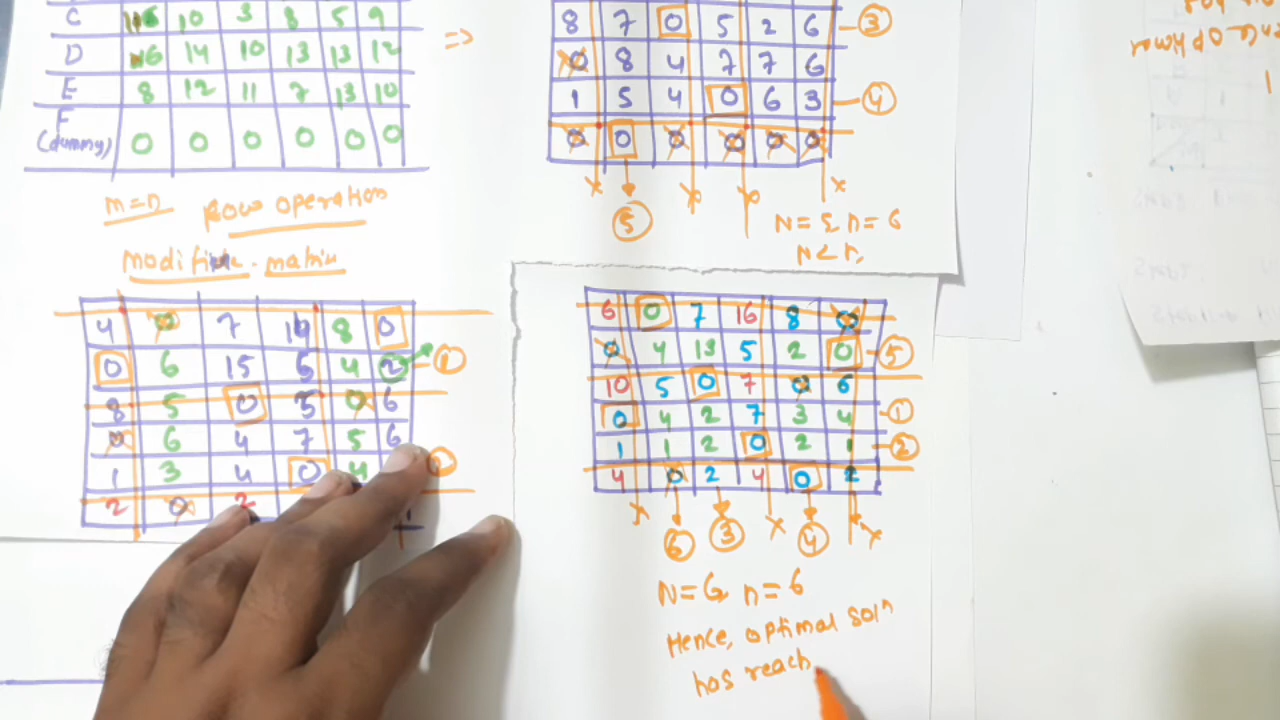 C 116 10 3 8 5 9
D 16 14 10 13 13 12
E 8 12 11 7 13 10
F (dummy) 0 0 0 0 0 0
m=n Row operation
matrix
=>
8 7 0 5 2 6 3
0 8 4 7 7 6
1 5 4 0 6 3 4
0 0 0 0 0 0
5
N=5 n=6
N<n
4 0 7 8 0
0 6 15 5 4 2 1
8 5 0 5 0 6
0 6 4 7 5 6
1 3 4 0 4
2 0 2
6 0 7 16 8 0
0 4 13 5 2 0 5
10 5 0 7 0 6
0 4 2 7 3 4 1
1 1 2 0 2 1 2
4 0 2 4 0 2
6 3 4
N=6 n=6
Hence, optimal soln
has reach